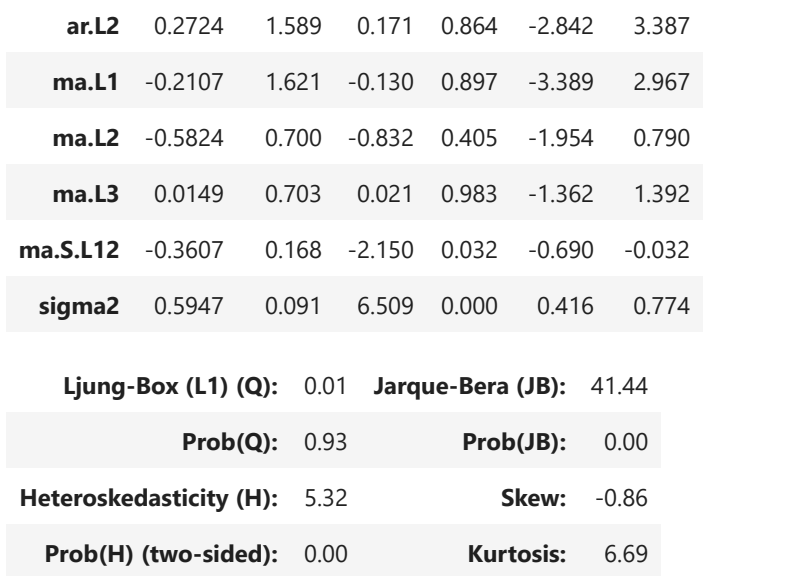 ar.L2 0.2724 1.589 0.171 0.864 -2.842 3.387
ma.L1 -0.2107 1.621 -0.130 0.897 -3.389 2.967
ma.L2 -0.5824 0.700 -0.832 0.405 -1.954 0.790
ma.L3 0.0149 0.703 0.021 0.983 -1.362 1.392
ma.S.L12 -0.3607 0.168 -2.150 0.032 -0.690 -0.032
sigma2 0.5947 0.091 6.509 0.000 0.416 0.774
Ljung-Box (L1) (Q): 0.01 Jarque-Bera (JB): 41.44
Prob(Q): 0.93 Prob(JB): 0.00
Heteroskedasticity (H): 5.32 Skew: -0.86
Prob(H) (two-sided): 0.00 Kurtosis: 6.69